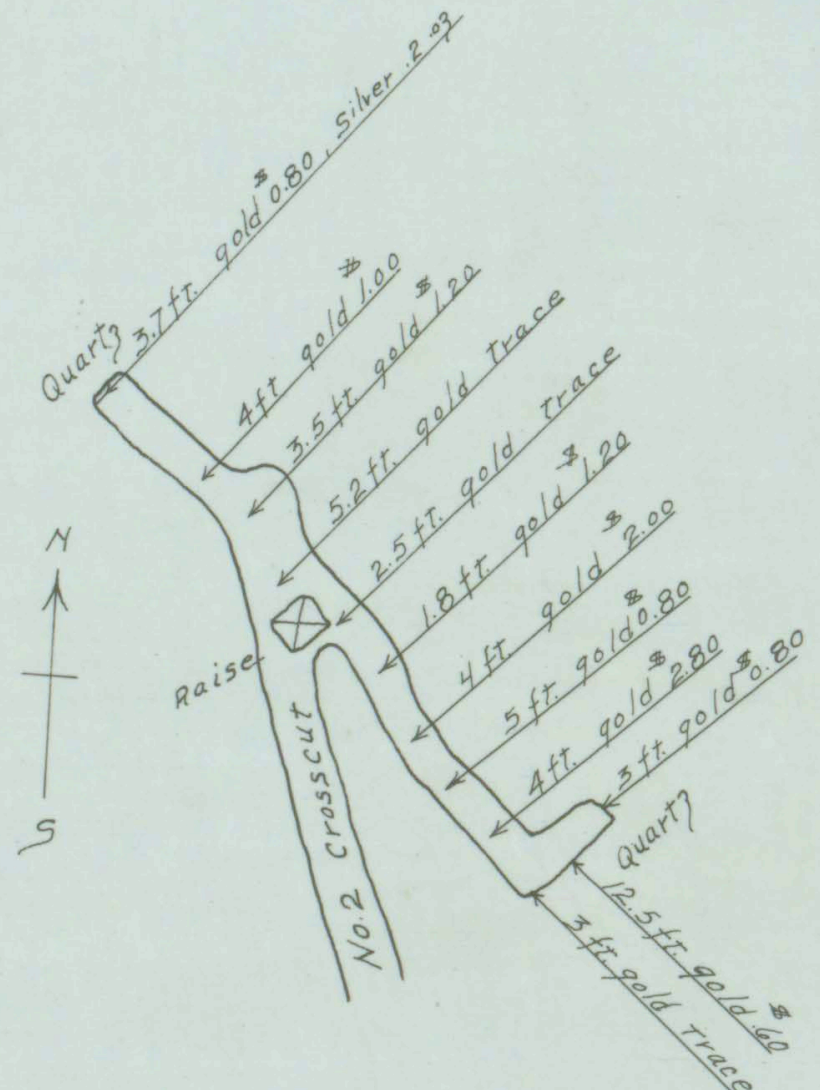 Quartz
3.7 ft. gold $0.80, Silver .2 oz
4 ft gold $1.00
3.5 ft. gold $1.20
5.2 ft. gold trace
2.5 ft. gold trace
1.8 ft. gold $1.20
4 ft. gold $2.00
5 ft. gold $0.80
4 ft. gold $2.80
3 ft gold $0.80
N
S
Raise
No.2 Crosscut
Quartz
12.5 ft. gold $.60
3 ft. gold trace